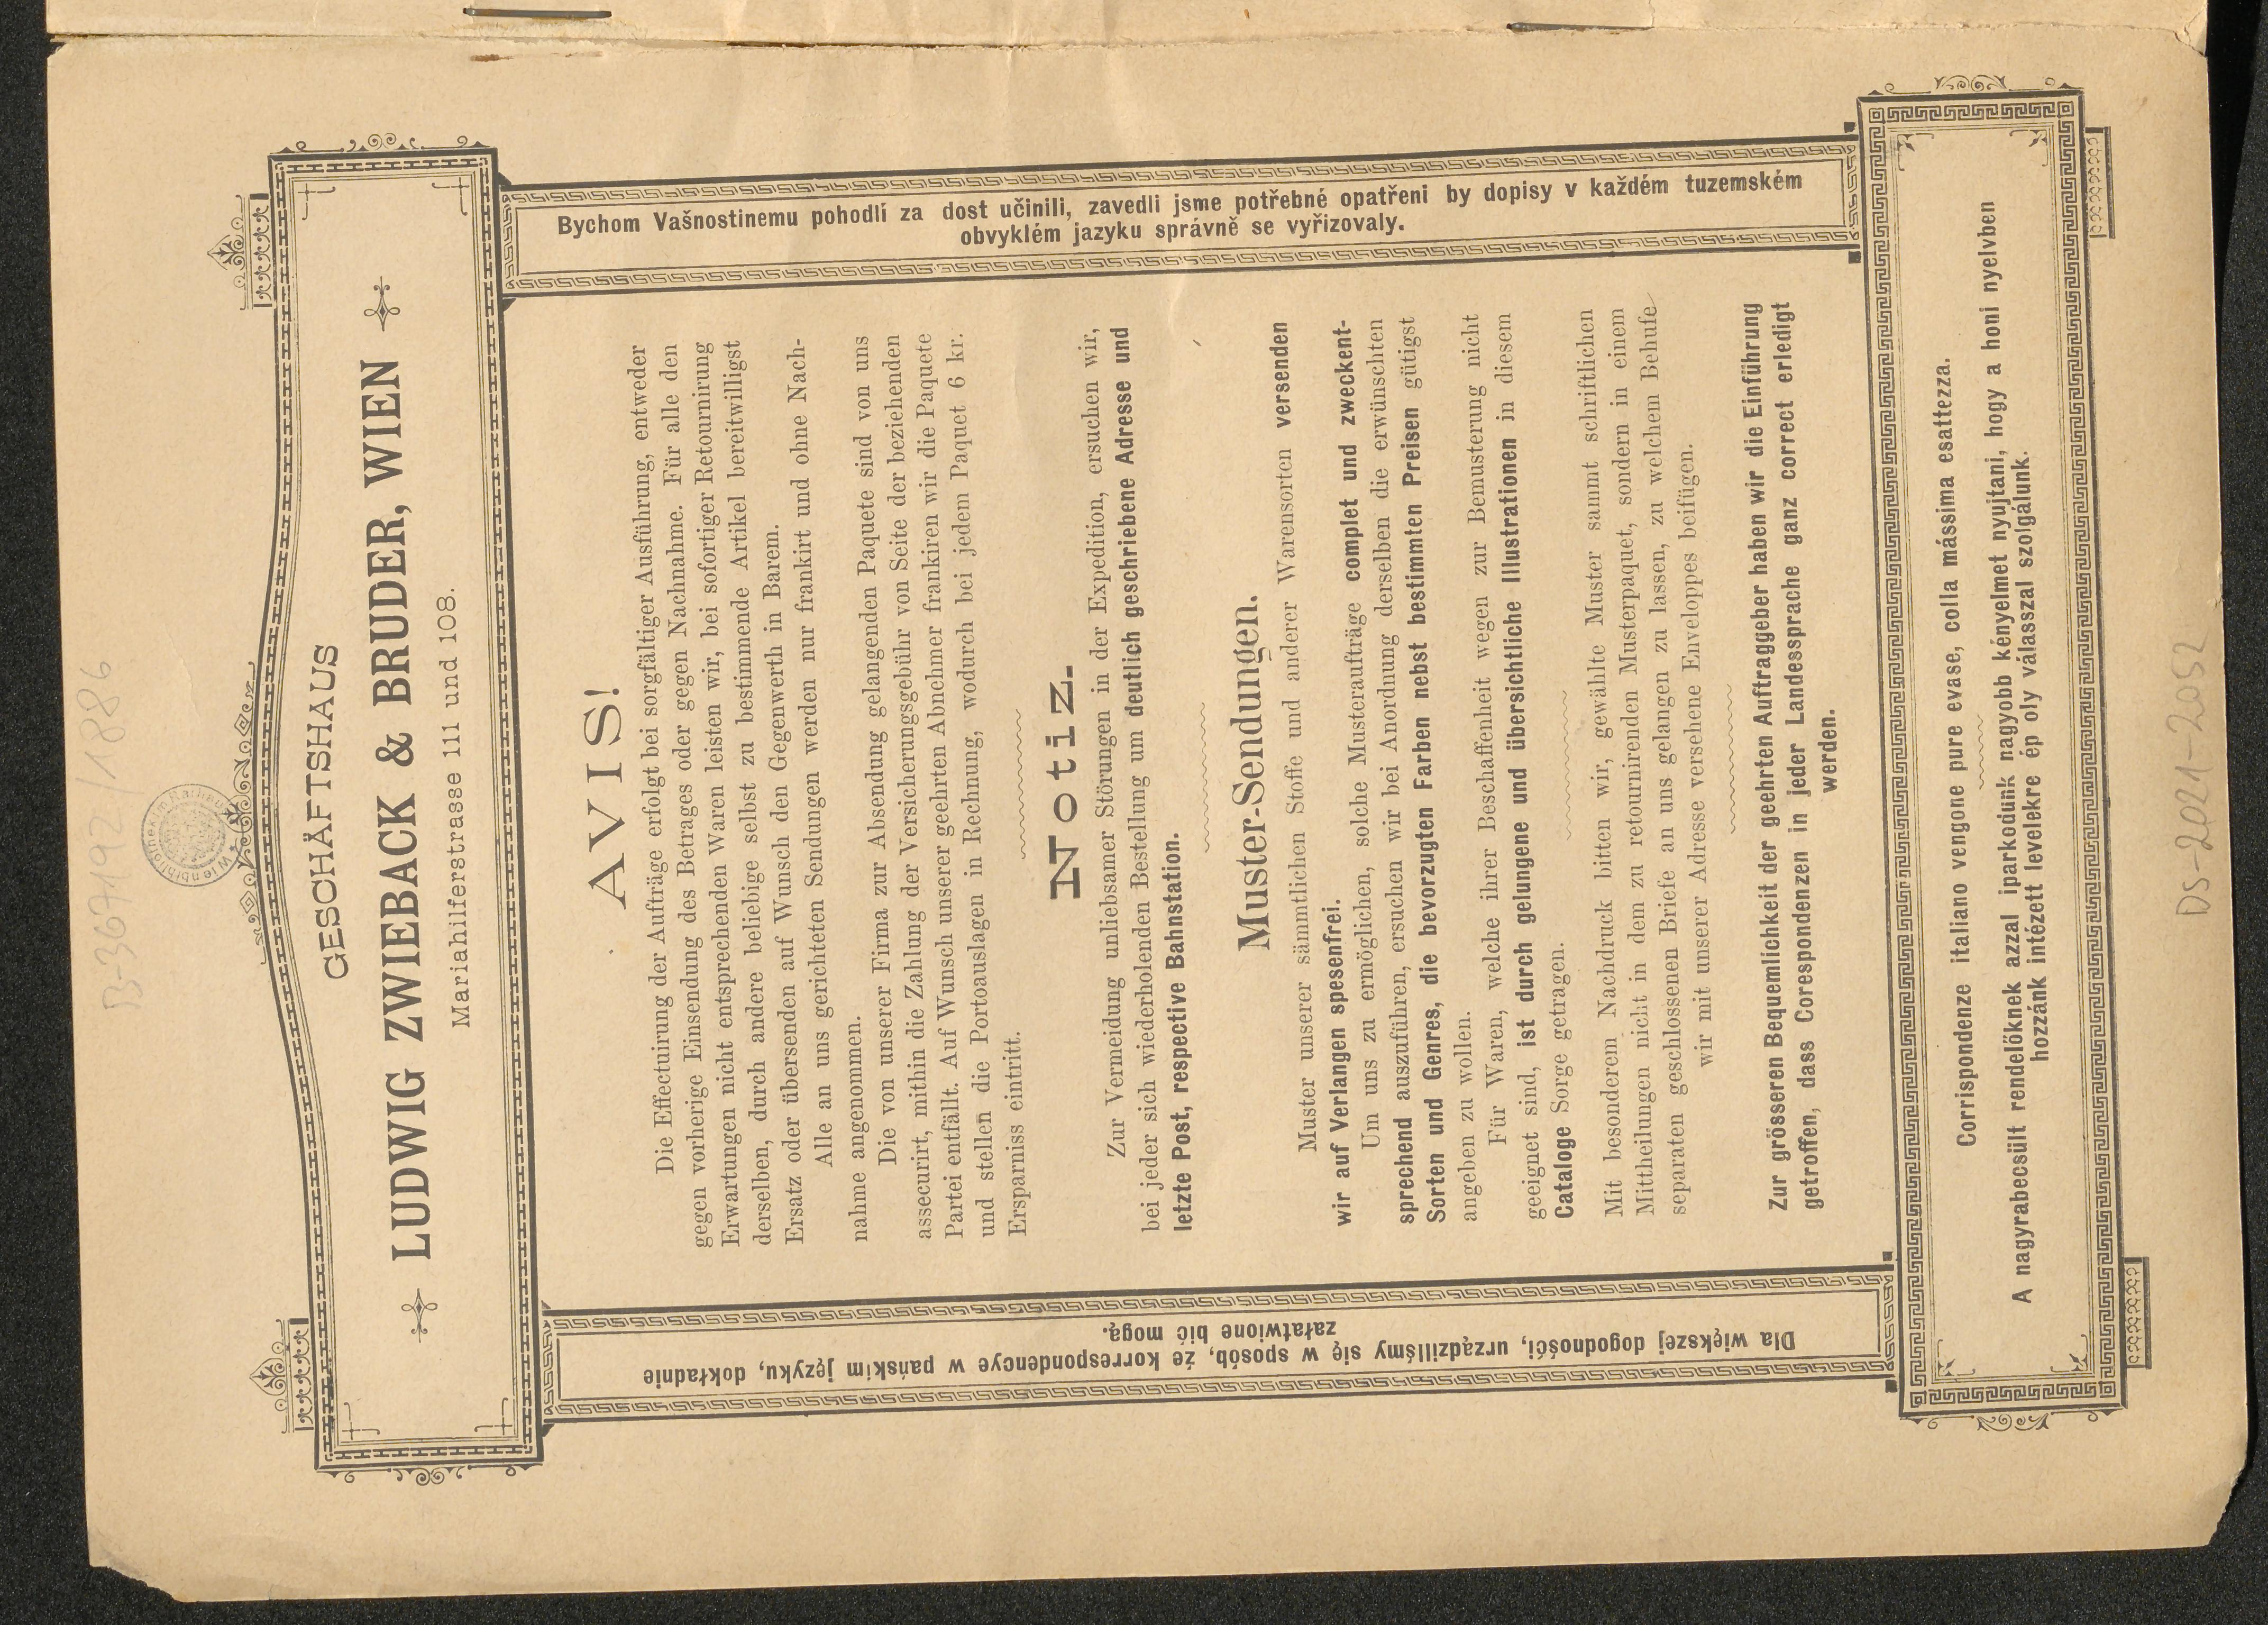 B-367192/1886
Wienbibliothek im Rathaus
GESCHÄFTSHAUS
LUDWIG ZWIEBACK & BRUDER, WIEN
Mariahilferstrasse 111 und 108.
Dla większej dogodnośći, urządzilišmy się w sposób, że korrespondencye w pańskim języku, dokładnie
załatwione bić mogą.
AVIS!
Die Effectuirung der Aufträge erfolgt bei sorgfältiger Ausführung, entweder
gegen vorherige Einsendung des Betrages oder gegen Nachnahme. Für alle den
Erwartungen nicht entsprechenden Waren leisten wir, bei sofortiger Retournirung
derselben, durch andere beliebige selbst zu bestimmende Artikel bereitwilligst
Ersatz oder übersenden auf Wunsch den Gegenwerth in Barem.
Alle an uns gerichteten Sendungen werden nur frankirt und ohne Nach-
nahme angenommen.
Die von unserer Firma zur Absendung gelangenden Paquete sind von uns
assecurirt, mithin die Zahlung der Versicherungsgebühr von Seite der beziehenden
Partei entfällt. Auf Wunsch unserer geehrten Abnehmer frankiren wir die Paquete
und stellen die Portoauslagen in Rechnung, wodurch bei jedem Paquet 6 kr.
Ersparniss eintritt.
Notiz.
Zur Vermeidung unliebsamer Störungen in der Expedition, ersuchen wir,
bei jeder sich wiederholenden Bestellung um deutlich geschriebene Adresse und
letzte Post, respective Bahnstation.
Muster-Sendungen.
Muster unserer sämmtlichen Stoffe und anderer Warensorten versenden
wir auf Verlangen spesenfrei.
Um uns zu ermöglichen, solche Musteraufträge complet und zweckent-
sprechend auszuführen, ersuchen wir bei Anordnung derselben die erwünschten
Sorten und Genres, die bevorzugten Farben nebst bestimmten Preisen gütigst
angeben zu wollen.
Für Waren, welche ihrer Beschaffenheit wegen zur Bemusterung nicht
geeignet sind, ist durch gelungene und übersichtliche Illustrationen in diesem
Cataloge Sorge getragen.
Mit besonderem Nachdruck bitten wir, gewählte Muster sammt schriftlichen
Mittheilungen nicht in dem zu retournirenden Musterpaquet, sondern in einem
separaten geschlossenen Briefe an uns gelangen zu lassen, zu welchem Behufe
wir mit unserer Adresse versehene Enveloppes beifügen.
Zur grösseren Bequemlichkeit der geehrten Auftraggeber haben wir die Einführung
getroffen, dass Corespondenzen in jeder Landessprache ganz correct erledigt
werden.
Bychom Vašnostinemu pohodlí za dost učinili, zavedli jsme potřebné opatřeni by dopisy v každém tuzemském
obvyklém jazyku správně se vyřizovaly.
Corrispondenze italiano vengone pure evase, colla mássima esattezza.
A nagyrabecsült rendelöknek azzal iparkodunk nagyobb kényelmet nyujtani, hogy a honi nyelvben
hozzánk intézett levelekre ép oly válasszal szolgálunk.
DS-2021-2052